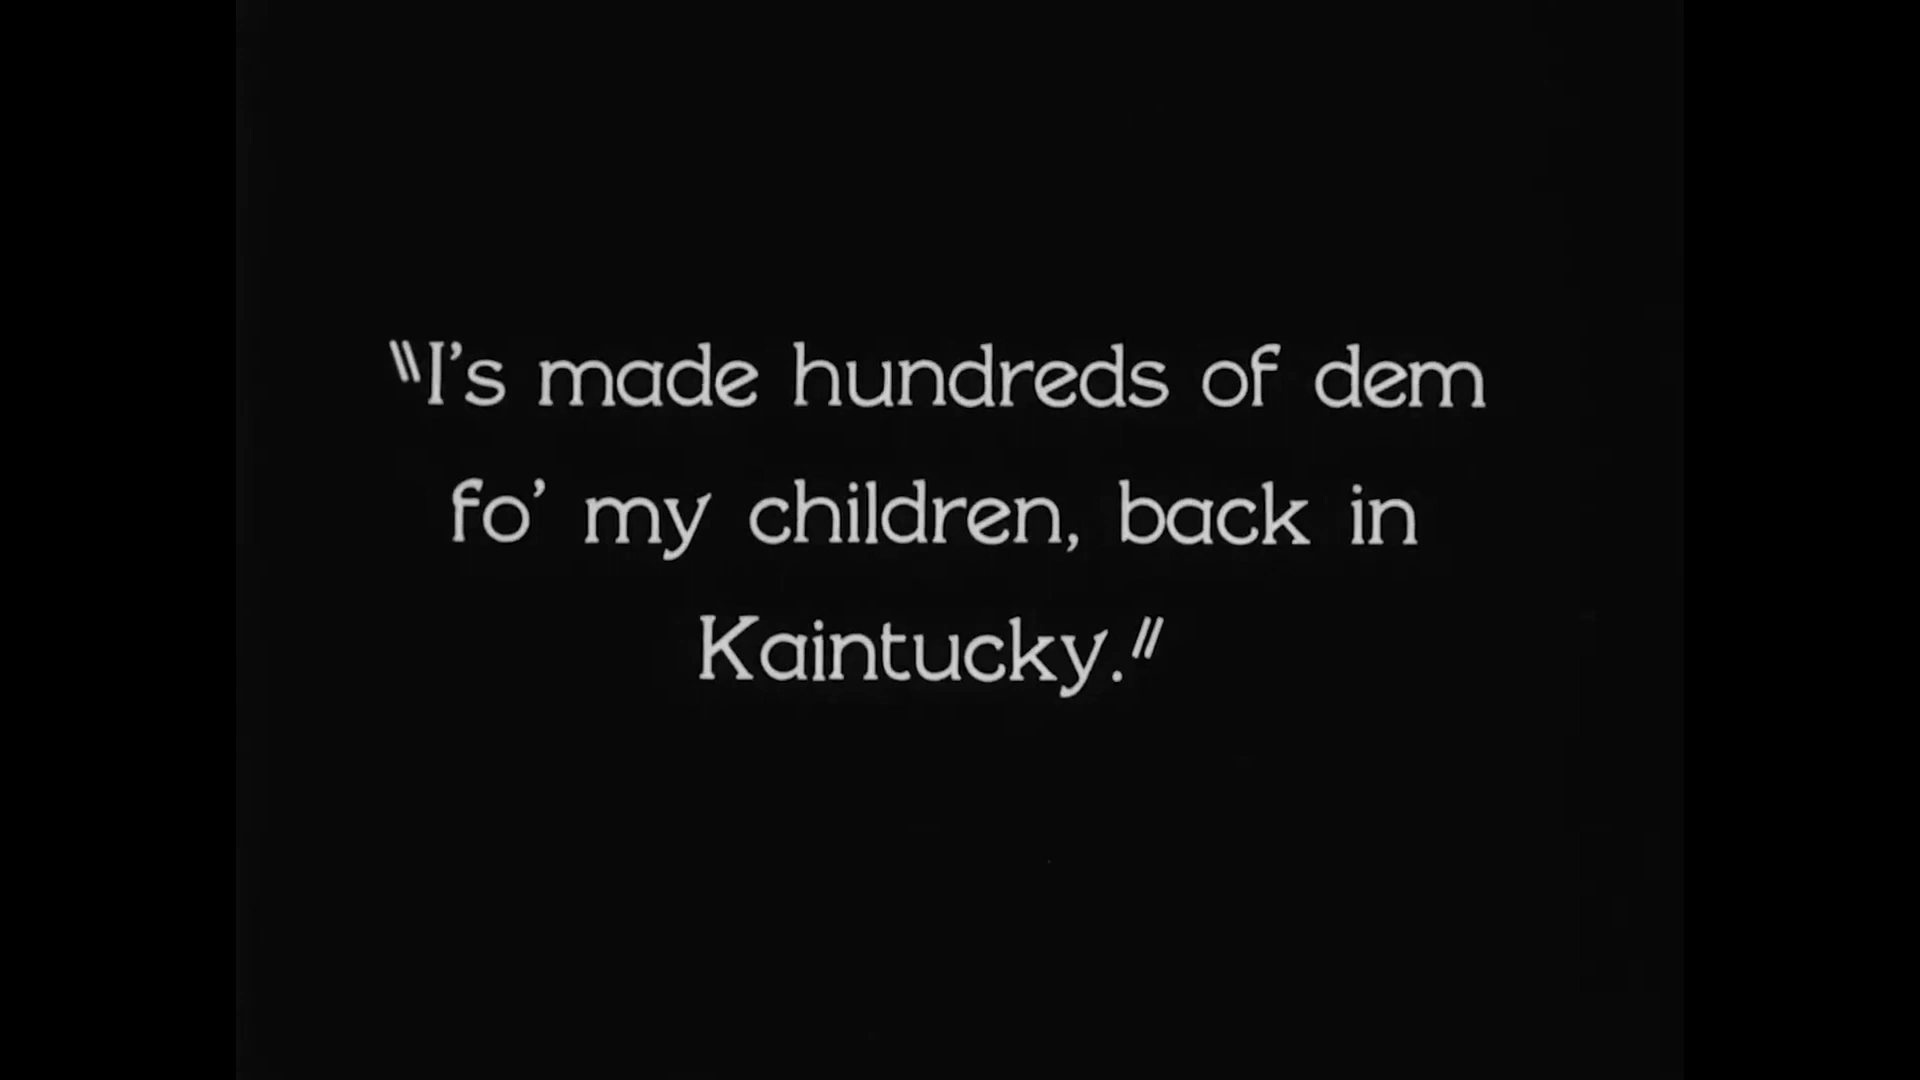 "I's made hundreds of dem
fo' my children, back in
Kaintucky."